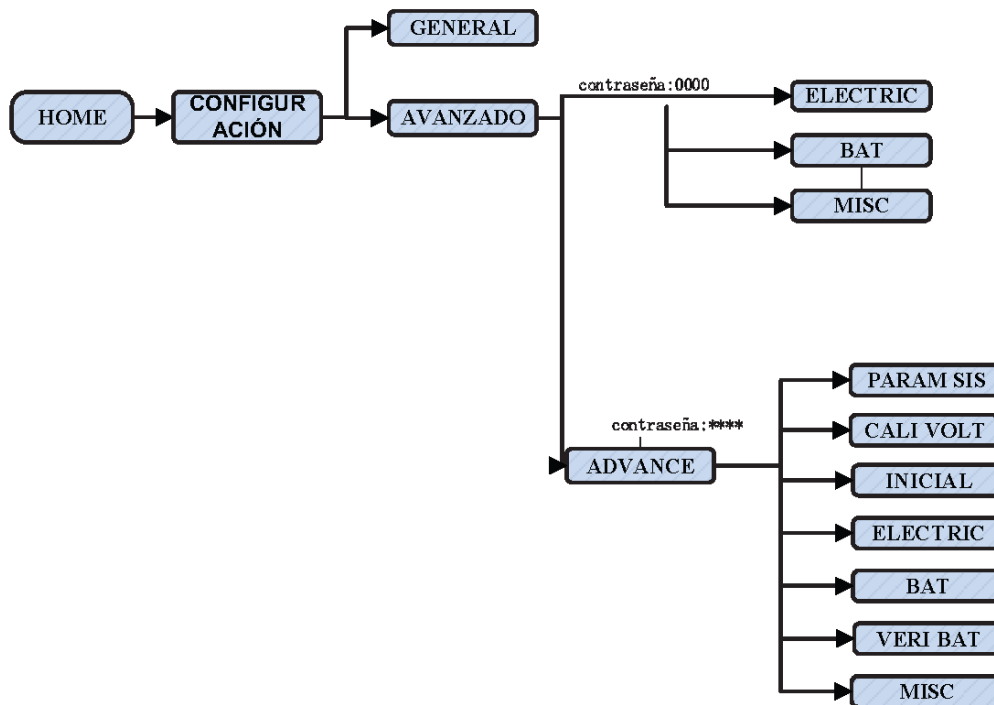 GENERAL
HOME
CONFIGUR
ACIÓN
AVANZADO
contraseña:0000
ELECTRIC
BAT
MISC
contraseña:****
ADVANCE
PARAM SIS
CALI VOLT
INICIAL
ELECTRIC
BAT
VERI BAT
MISC